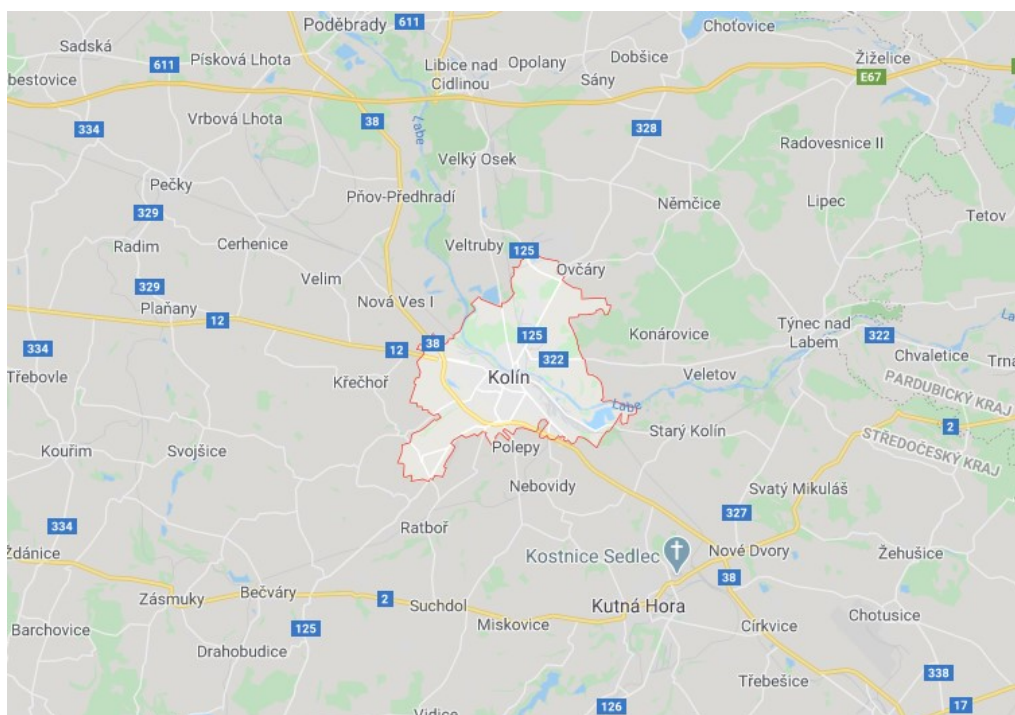 Poděbrady
611
Choťovice
Sadská
611
Písková Lhota
Libice nad
Cidlinou
Opolany
Dobšice
Žiželice
bestovice
Sány
E67
334
Vrbová Lhota
38
Labe
328
Radovesnice II
Velký Osek
Pečky
Pňov-Předhradí
Němčice
Lipec
329
Tetov
Radim
Cerhenice
Veltruby
125
Ovčáry
329
Velim
Plaňany
Nová Ves I
12
Konárovice
Týnec nad
Labem
322
125
38
12
334
322
Chvaletice
Trna
Třebovle
Křečhoř
Kolín
Veletov
PARDUBICKÝ KRAJ
Labe
2
Starý Kolín
STŘEDOČESKÝ KRAJ
Kouřim
Svojšice
Polepy
Nebovidy
Svatý Mikuláš
327
334
Ratboř
Ždánice
Kostnice Sedlec
Nové Dvory
Žehušice
38
Zásmuky
Bečváry
2
Suchdol
Kutná Hora
Chotusice
Barchovice
125
Miskovice
Církvice
Drahobudice
Třebešice
338
126
17
Vidice